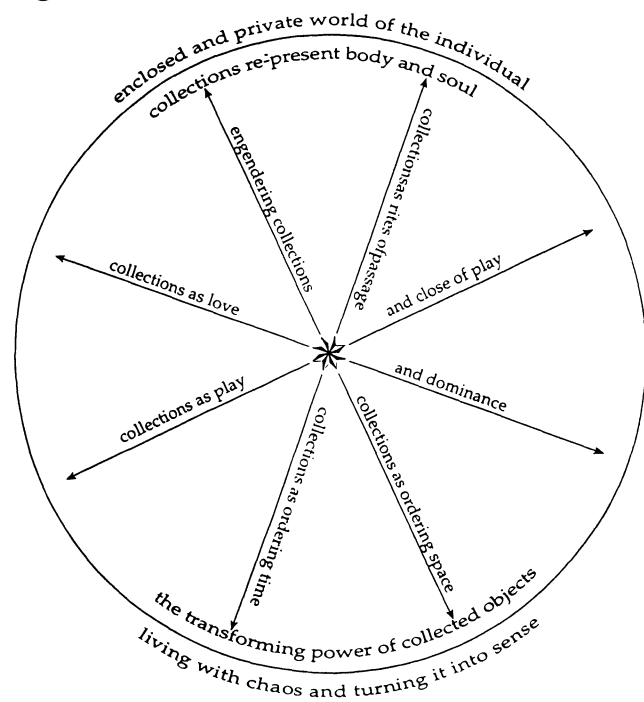 enclosed and private world of the individual
collections re-present body and soul
engendering collections
collectionsas rites ofpassage
collections as love
and close of play
collections as play
and dominance
collections as ordering time
collections as ordering space
the transforming power of collected objects
living with chaos and turning it into sense